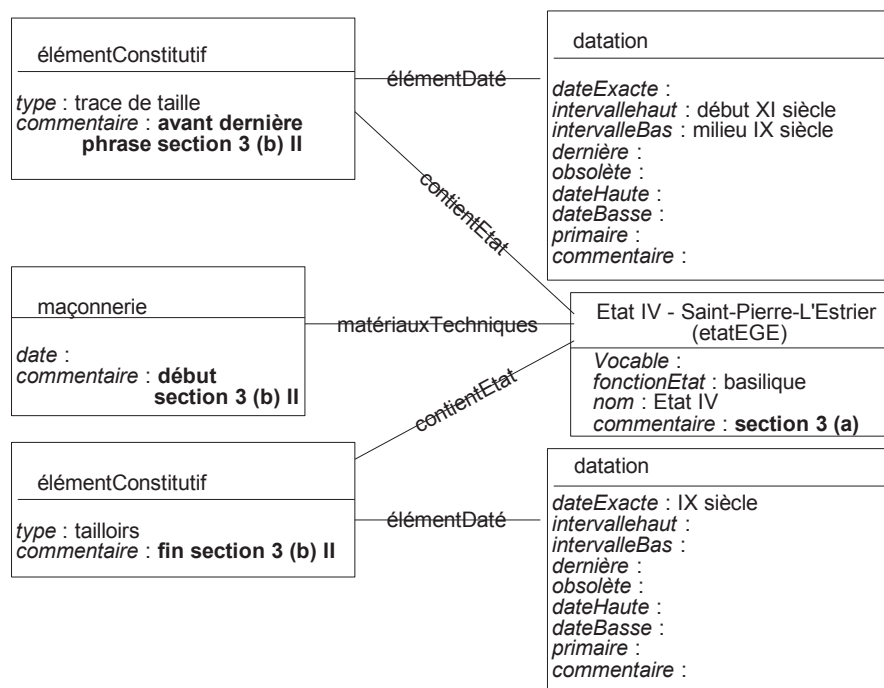 élémentConstitutif
type : trace de taille
commentaire : avant dernière
phrase section 3 (b) II
élémentDaté
datation
dateExacte :
intervallehaut : début XI siècle
intervalleBas : milieu IX siècle
dernière :
obsolète :
dateHaute :
dateBasse :
primaire :
commentaire :
contientEtat
maçonnerie
date :
commentaire : début
section 3 (b) II
matériauxTechniques
Etat IV - Saint-Pierre-L'Estrier
(etatEGE)
Vocable :
fonctionEtat : basilique
nom : Etat IV
commentaire : section 3 (a)
contientEtat
élémentConstitutif
type : tailloirs
commentaire : fin section 3 (b) II
élémentDaté
datation
dateExacte : IX siècle
intervallehaut :
intervalleBas :
dernière :
obsolète :
dateHaute :
dateBasse :
primaire :
commentaire :